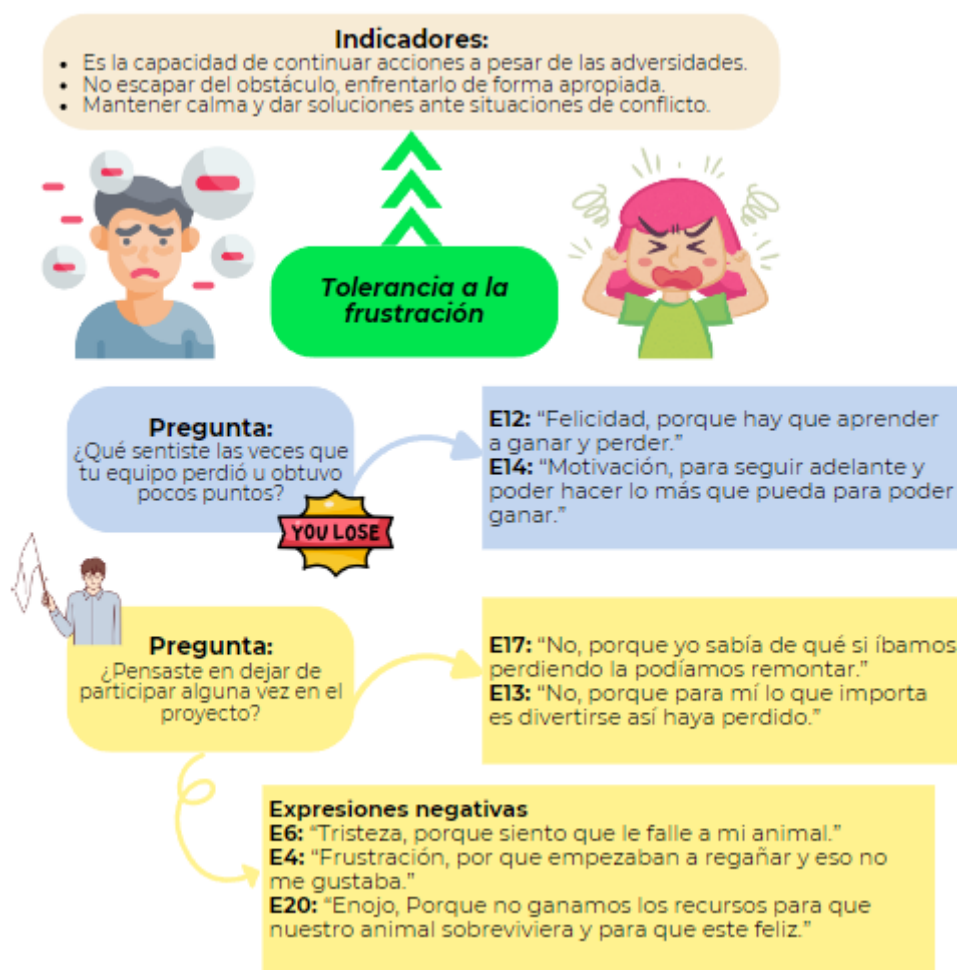 Indicadores:
• Es la capacidad de continuar acciones a pesar de las adversidades.
• No escapar del obstáculo, enfrentarlo de forma apropiada.
• Mantener calma y dar soluciones ante situaciones de conflicto.
Tolerancia a la
frustración
Pregunta:
¿Qué sentiste las veces que
tu equipo perdió u obtuvo
pocos puntos?
YOU LOSE
E12: “Felicidad, porque hay que aprender
a ganar y perder.”
E14: “Motivación, para seguir adelante y
poder hacer lo más que pueda para poder
ganar.”
Pregunta:
¿Pensaste en dejar de
participar alguna vez en el
proyecto?
E17: “No, porque yo sabía de qué si íbamos
perdiendo la podíamos remontar.”
E13: “No, porque para mí lo que importa
es divertirse así haya perdido.”
Expresiones negativas
E6: “Tristeza, porque siento que le falle a mi animal.”
E4: “Frustración, por que empezaban a regañar y eso no
me gustaba.”
E20: “Enojo, Porque no ganamos los recursos para que
nuestro animal sobreviviera y para que este feliz.”